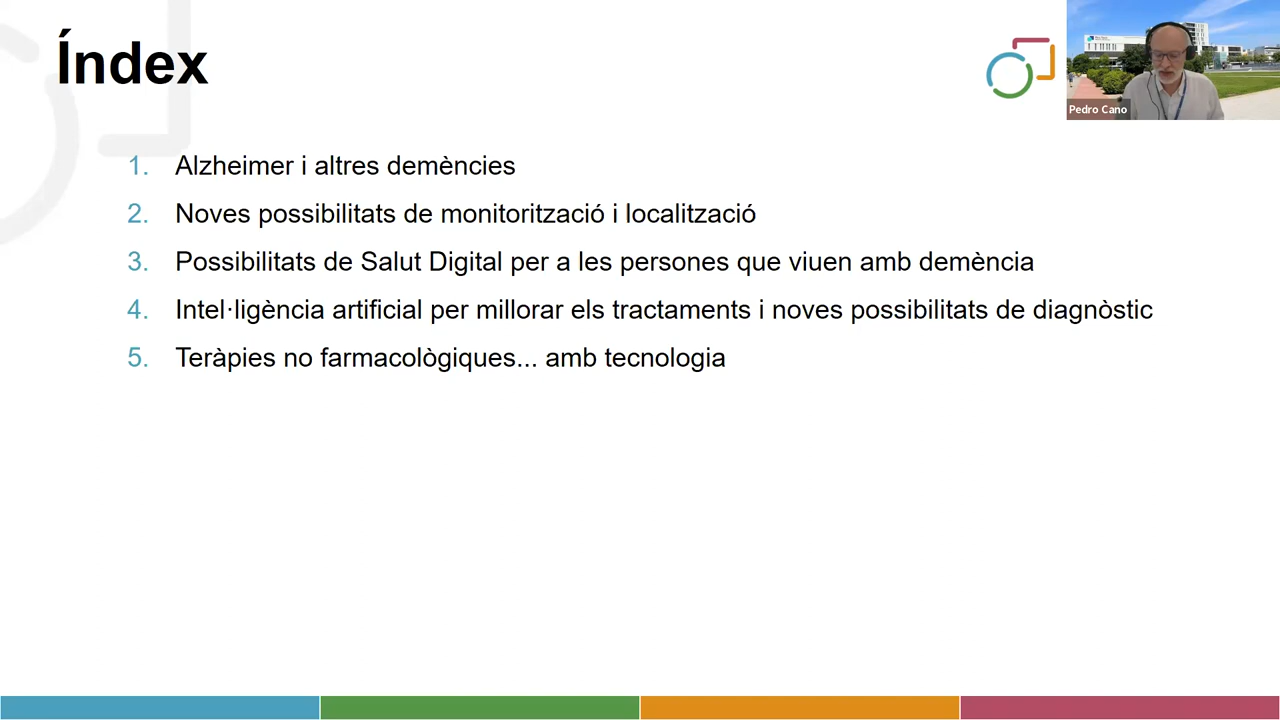 Índex
Pedro Cano
1. Alzheimer i altres demències
2. Noves possibilitats de monitorització i localització
3. Possibilitats de Salut Digital per a les persones que viuen amb demència
4. Intel·ligència artificial per millorar els tractaments i noves possibilitats de diagnòstic
5. Teràpies no farmacològiques... amb tecnologia